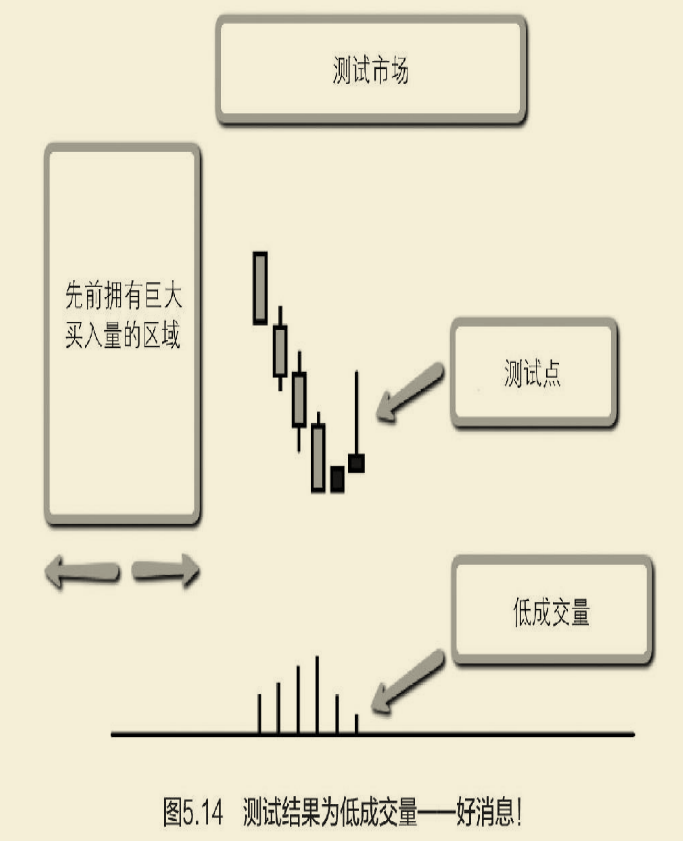 测试市场
先前拥有巨大
买入量的区域
测试点
低成交量
图5.14 测试结果为低成交量——好消息！